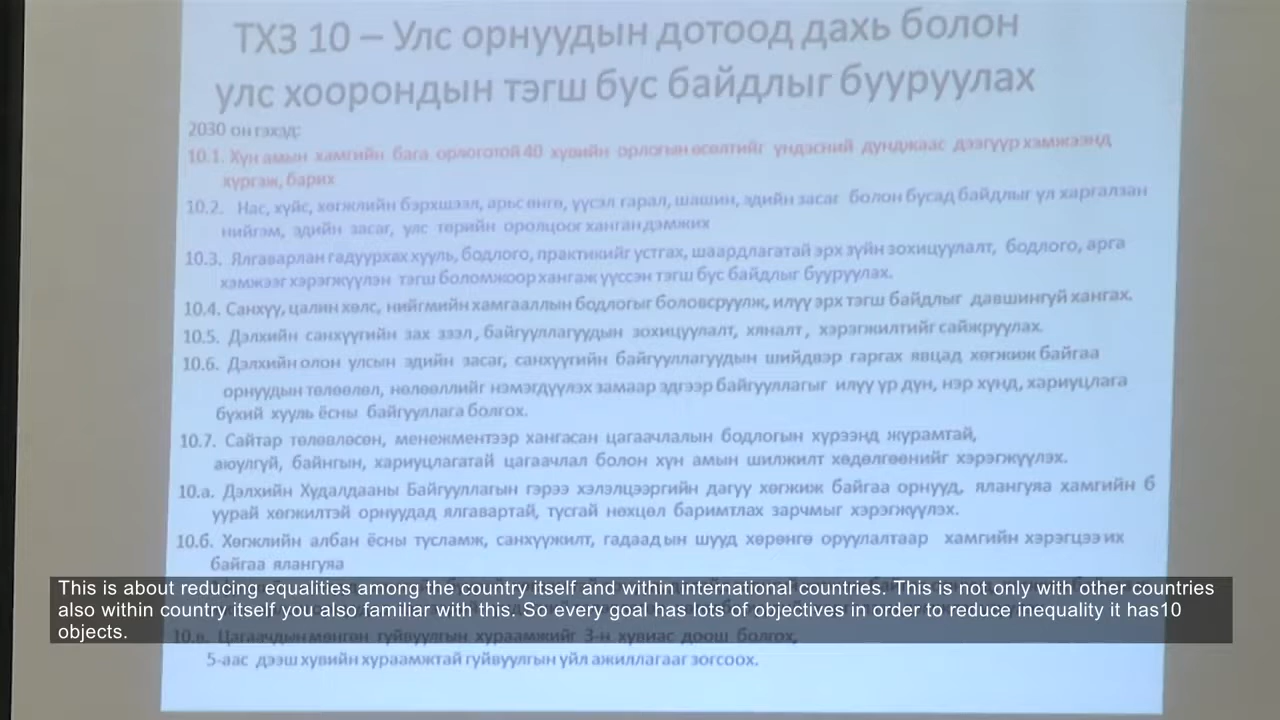 ТХЗ 10 – Улс орнуудын дотоод дахь болон
улс хоорондын тэгш бус байдлыг бууруулах
2030 он гэхэд:
10.1. Хүн амын хамгийн бага орлоготой 40 хувийн орлогын өсөлтийг үндэсний дунджаас дээгүүр хэмжээнд
хүргэж, барих
10.2. Нас, хүйс, хөгжлийн бэрхшээл, арьс өнгө, үүсэл гарал, шашин, эдийн засаг болон бусад байдлыг үл харгалзан
нийгэм, эдийн засаг, улс төрийн оролцоог ханган дэмжих
10.3. Ялгаварлан гадуурхах хууль, бодлого, практикийг устгах, шаардлагатай эрх зүйн зохицуулалт, бодлого, арга
хэмжээг хэрэгжүүлэн тэгш боломжоор хангаж үүссэн тэгш бус байдлыг бууруулах.
10.4. Санхүү, цалин хөлс, нийгмийн хамгааллын бодлогыг боловсруулж, илүү эрх тэгш байдлыг давшингуй хангах.
10.5. Дэлхийн санхүүгийн зах зээл, байгууллагуудын зохицуулалт, хяналт, хэрэгжилтийг сайжруулах.
10.6. Дэлхийн олон улсын эдийн засаг, санхүүгийн байгууллагуудын шийдвэр гаргах явцад хөгжиж байгаа
орнуудын төлөөлөл, нөлөөллийг нэмэгдүүлэх замаар эдгээр байгууллагыг илүү үр дүн, нэр хүнд, хариуцлага
бүхий хууль ёсны байгууллага болгох.
10.7. Сайтар төлөвлөсөн, менежментээр хангасан цагаачлалын бодлогын хүрээнд журамтай,
аюулгүй, байнгын, хариуцлагатай цагаачлал болон хүн амын шилжилт хөдөлгөөнийг хэрэгжүүлэх.
10.а. Дэлхийн Худалдааны Байгууллагын гэрээ хэлэлцээргийн дагуу хөгжиж байгаа орнууд, ялангуяа хамгийн б
уурай хөгжилтэй орнуудад ялгавартай, тусгай нөхцөл баримтлах зарчмыг хэрэгжүүлэх.
10.б. Хөгжлийн албан ёсны тусламж, санхүүжилт, гадаадын шууд хөрөнгө оруулалтаар хамгийн хэрэгцээ их
байгаа ялангуяа
This is about reducing equalities among the country itself and within international countries. This is not only with other countries
also within country itself you also familiar with this. So every goal has lots of objectives in order to reduce inequality it has10
objects.
10.в. Цагаачдын мөнгөн гуйвуулгын хураамжийг 3-н хувиас доош болгох,
5-аас дээш хувийн хураамжтай гуйвуулгын үйл ажиллагааг зогсоох.